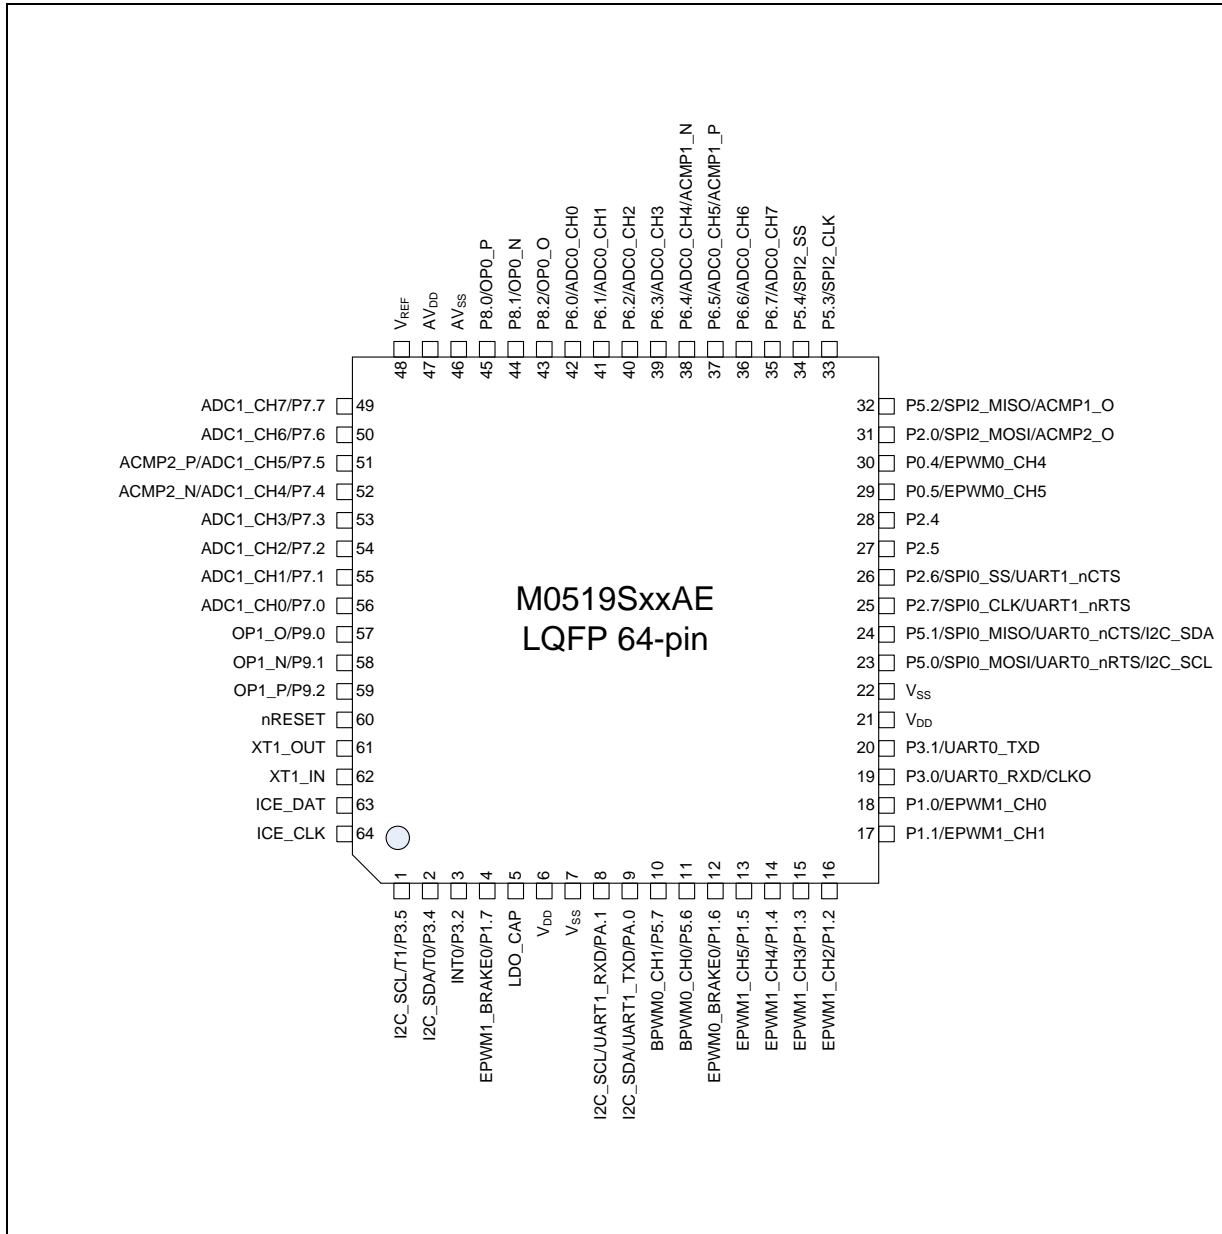 V_REF
AV_DD
AV_SS
P8.0/OP0_P
P8.1/OP0_N
P8.2/OP0_O
P6.0/ADC0_CH0
P6.1/ADC0_CH1
P6.2/ADC0_CH2
P6.3/ADC0_CH3
P6.4/ADC0_CH4/ACMP1_N
P6.5/ADC0_CH5/ACMP1_P
P6.6/ADC0_CH6
P6.7/ADC0_CH7
P5.4/SPI2_SS
P5.3/SPI2_CLK
48 47 46 45 44 43 42 41 40 39 38 37 36 35 34 33
ADC1_CH7/P7.7 49
ADC1_CH6/P7.6 50
ACMP2_P/ADC1_CH5/P7.5 51
ACMP2_N/ADC1_CH4/P7.4 52
ADC1_CH3/P7.3 53
ADC1_CH2/P7.2 54
ADC1_CH1/P7.1 55
ADC1_CH0/P7.0 56
OP1_O/P9.0 57
OP1_N/P9.1 58
OP1_P/P9.2 59
nRESET 60
XT1_OUT 61
XT1_IN 62
ICE_DAT 63
ICE_CLK 64
M0519SxxAE
LQFP 64-pin
32 P5.2/SPI2_MISO/ACMP1_O
31 P2.0/SPI2_MOSI/ACMP2_O
30 P0.4/EPWM0_CH4
29 P0.5/EPWM0_CH5
28 P2.4
27 P2.5
26 P2.6/SPI0_SS/UART1_nCTS
25 P2.7/SPI0_CLK/UART1_nRTS
24 P5.1/SPI0_MISO/UART0_nCTS/I2C_SDA
23 P5.0/SPI0_MOSI/UART0_nRTS/I2C_SCL
22 V_SS
21 V_DD
20 P3.1/UART0_TXD
19 P3.0/UART0_RXD/CLKO
18 P1.0/EPWM1_CH0
17 P1.1/EPWM1_CH1
1 2 3 4 5 6 7 8 9 10 11 12 13 14 15 16
I2C_SCL/T1/P3.5
I2C_SDA/T0/P3.4
INT0/P3.2
EPWM1_BRAKE0/P1.7
LDO_CAP
V_DD
V_SS
I2C_SCL/UART1_RXD/PA.1
I2C_SDA/UART1_TXD/PA.0
BPWM0_CH1/P5.7
BPWM0_CH0/P5.6
EPWM0_BRAKE0/P1.6
EPWM1_CH5/P1.5
EPWM1_CH4/P1.4
EPWM1_CH3/P1.3
EPWM1_CH2/P1.2